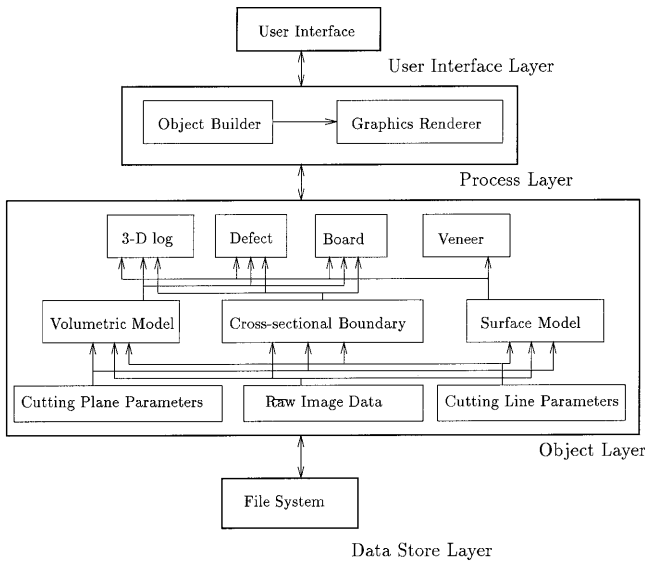 User Interface
User Interface Layer
Object Builder
Graphics Renderer
Process Layer
3-D log
Defect
Board
Veneer
Volumetric Model
Cross-sectional Boundary
Surface Model
Cutting Plane Parameters
Raw Image Data
Cutting Line Parameters
Object Layer
File System
Data Store Layer